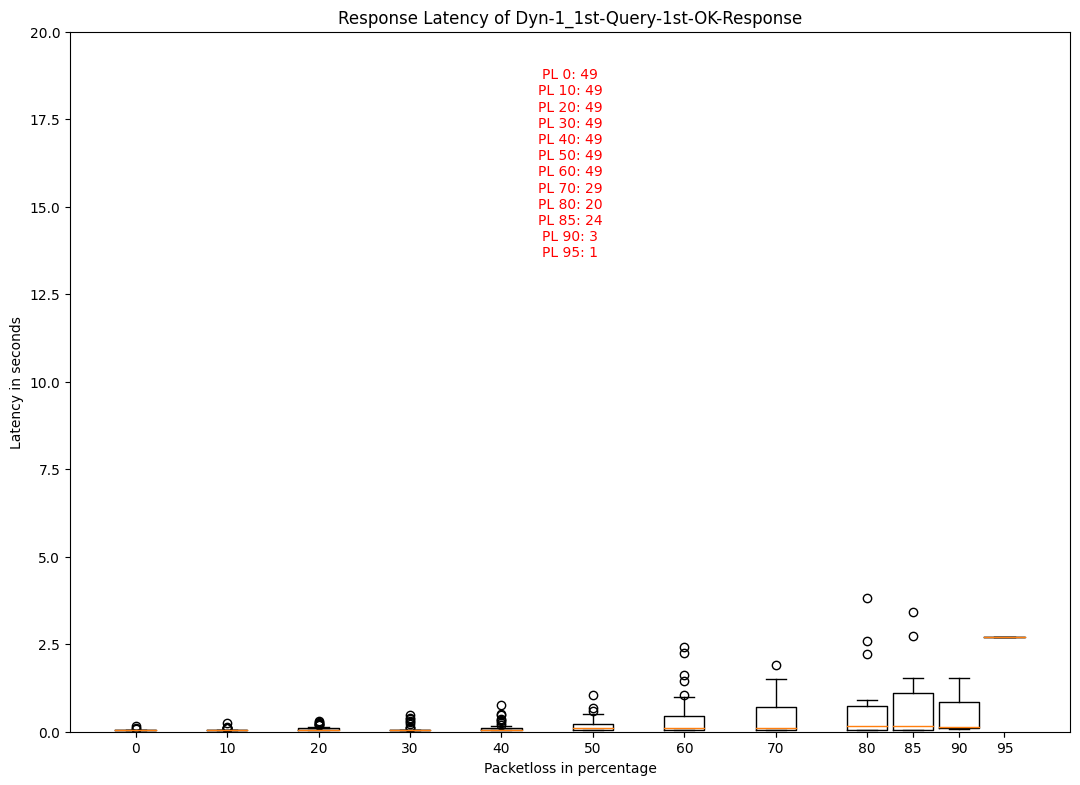 Response Latency of Dyn-1_1st-Query-1st-OK-Response
20.0
17.5
15.0
12.5
10.0
7.5
5.0
2.5
0.0
Latency in seconds
PL 0: 49
PL 10: 49
PL 20: 49
PL 30: 49
PL 40: 49
PL 50: 49
PL 60: 49
PL 70: 29
PL 80: 20
PL 85: 24
PL 90: 3
PL 95: 1
0 10 20 30 40 50 60 70 80 85 90 95
Packetloss in percentage